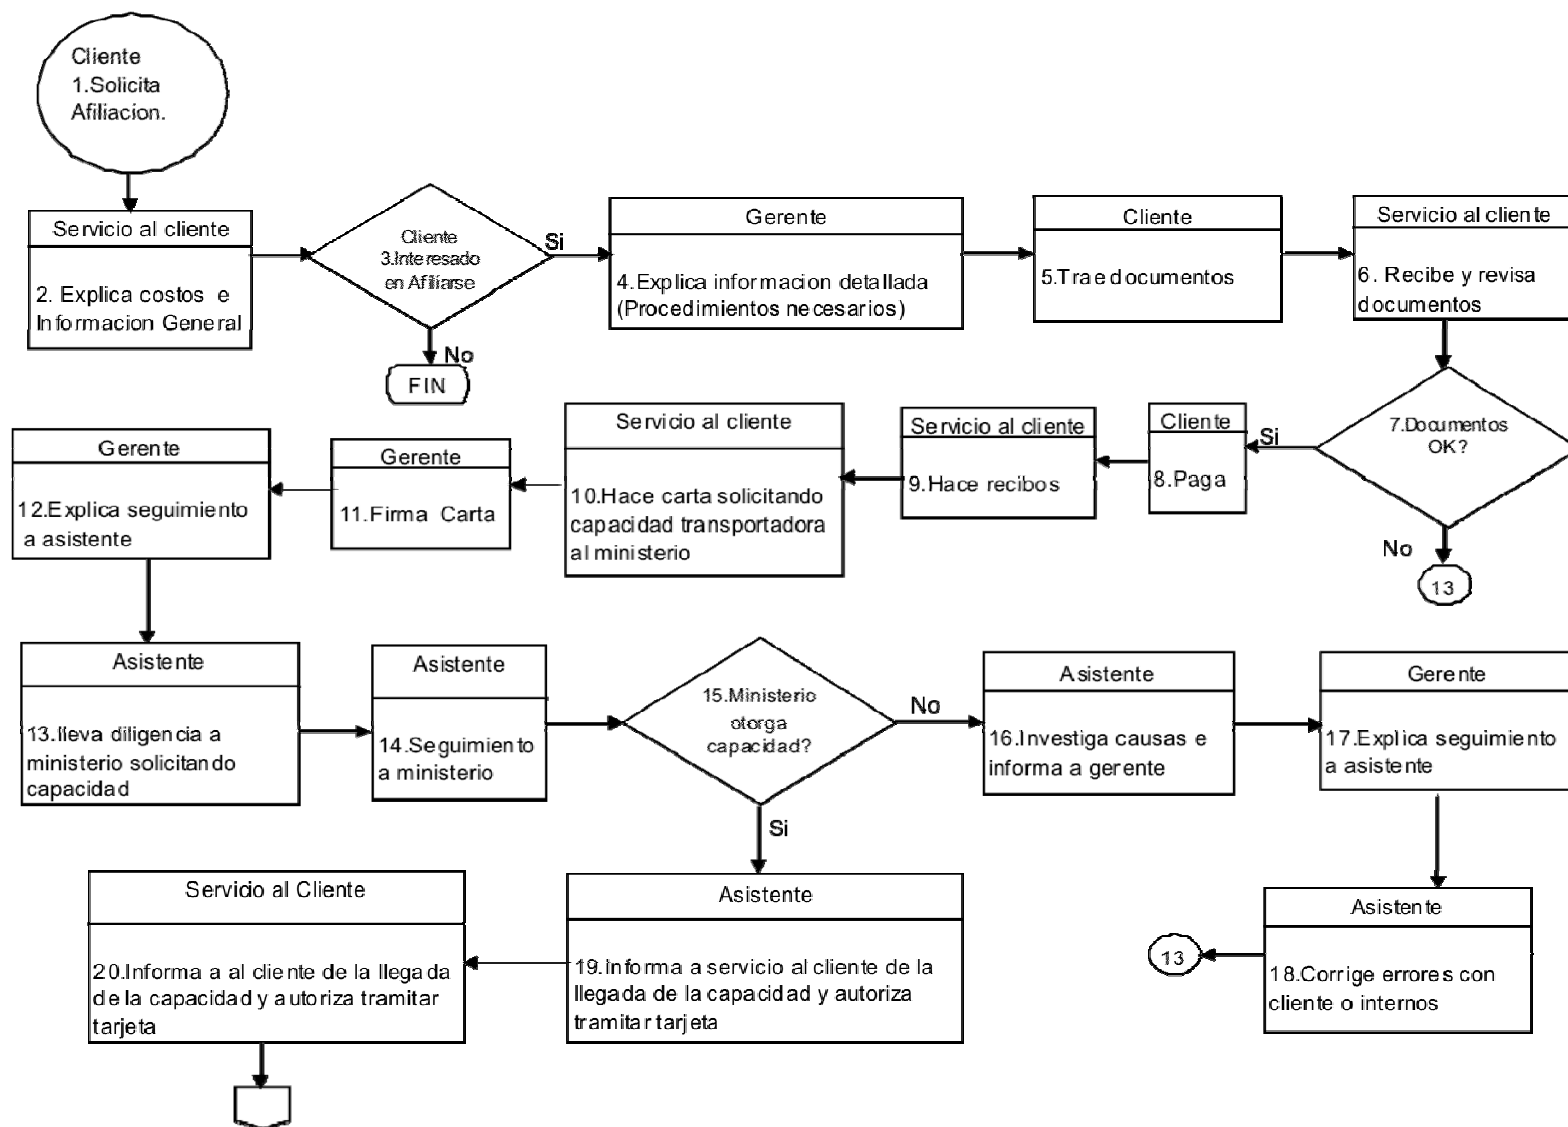 Cliente
1.Solicita
Afiliacion.
Servicio al cliente
2. Explica costos e
Informacion General
Cliente
3.Interesado
en Afiliarse
Si
No
FIN
Gerente
4.Explica informacion detallada
(Procedimientos necesarios)
Cliente
5.Trae documentos
Servicio al cliente
6. Recibe y revisa
documentos
7.Documentos
OK?
Si
No
13
Cliente
8.Paga
Servicio al cliente
9.Hace recibos
Servicio al cliente
10.Hace carta solicitando
capacidad transportadora
al ministerio
Gerente
11.Firma Carta
Gerente
12.Explica seguimiento
a asistente
Asistente
13.lleva diligencia a
ministerio solicitando
capacidad
Asistente
14.Seguimiento
a ministerio
15.Ministerio
otorga
capacidad?
No
Si
Asistente
16.Investiga causas e
informa a gerente
Gerente
17.Explica seguimiento
a asistente
Asistente
18.Corrige errores con
cliente o internos
13
Asistente
19.Informa a servicio al cliente de la
llegada de la capacidad y autoriza
tramitar tarjeta
Servicio al Cliente
20.Informa a al cliente de la llegada
de la capacidad y autoriza tramitar
tarjeta